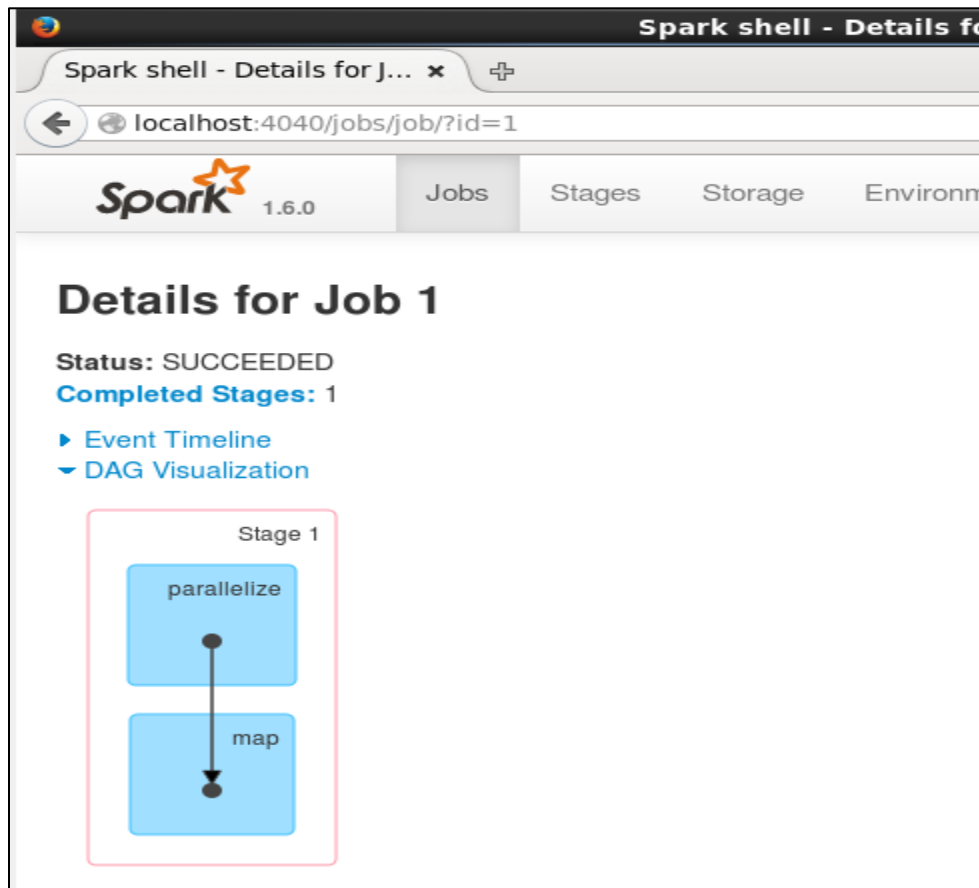 Spark shell - Details fo
Spark shell - Details for J...
localhost:4040/jobs/job/?id=1
Spark 1.6.0 Jobs Stages Storage Environm
Details for Job 1
Status: SUCCEEDED
Completed Stages: 1
Event Timeline
DAG Visualization
Stage 1
parallelize
map